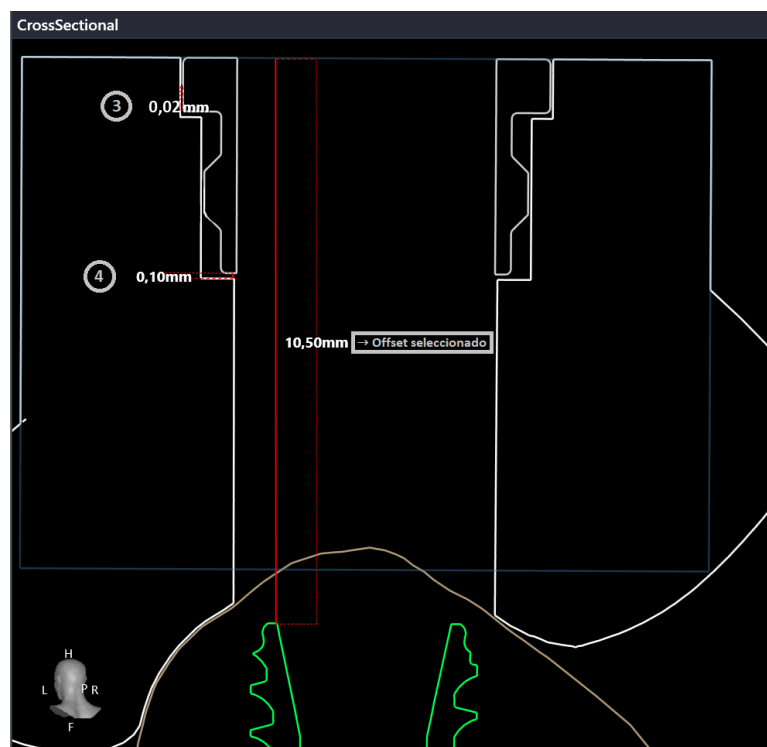 CrossSectional
3 0,02mm
4 0,10mm
10,50mm → Offset seleccionado
H
L P R
F